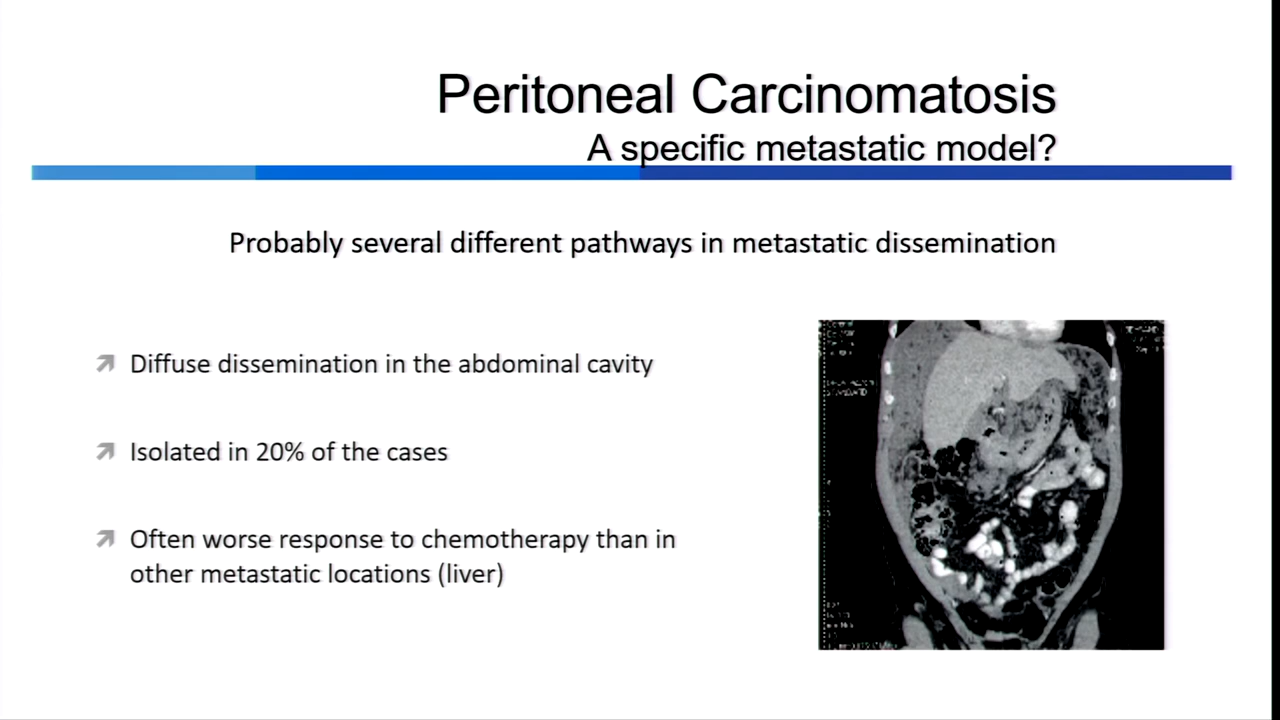 Peritoneal Carcinomatosis
A specific metastatic model?
Probably several different pathways in metastatic dissemination
Diffuse dissemination in the abdominal cavity
Isolated in 20% of the cases
Often worse response to chemotherapy than in
other metastatic locations (liver)